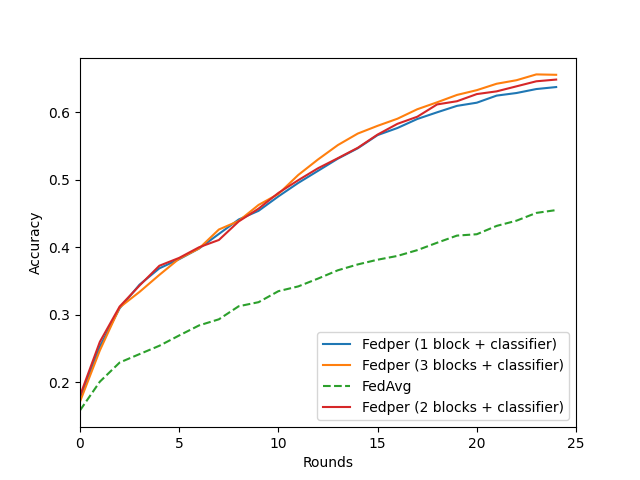 0.6
0.5
0.4
0.3
0.2
Accuracy
Fedper (1 block + classifier)
Fedper (3 blocks + classifier)
FedAvg
Fedper (2 blocks + classifier)
0 5 10 15 20 25
Rounds